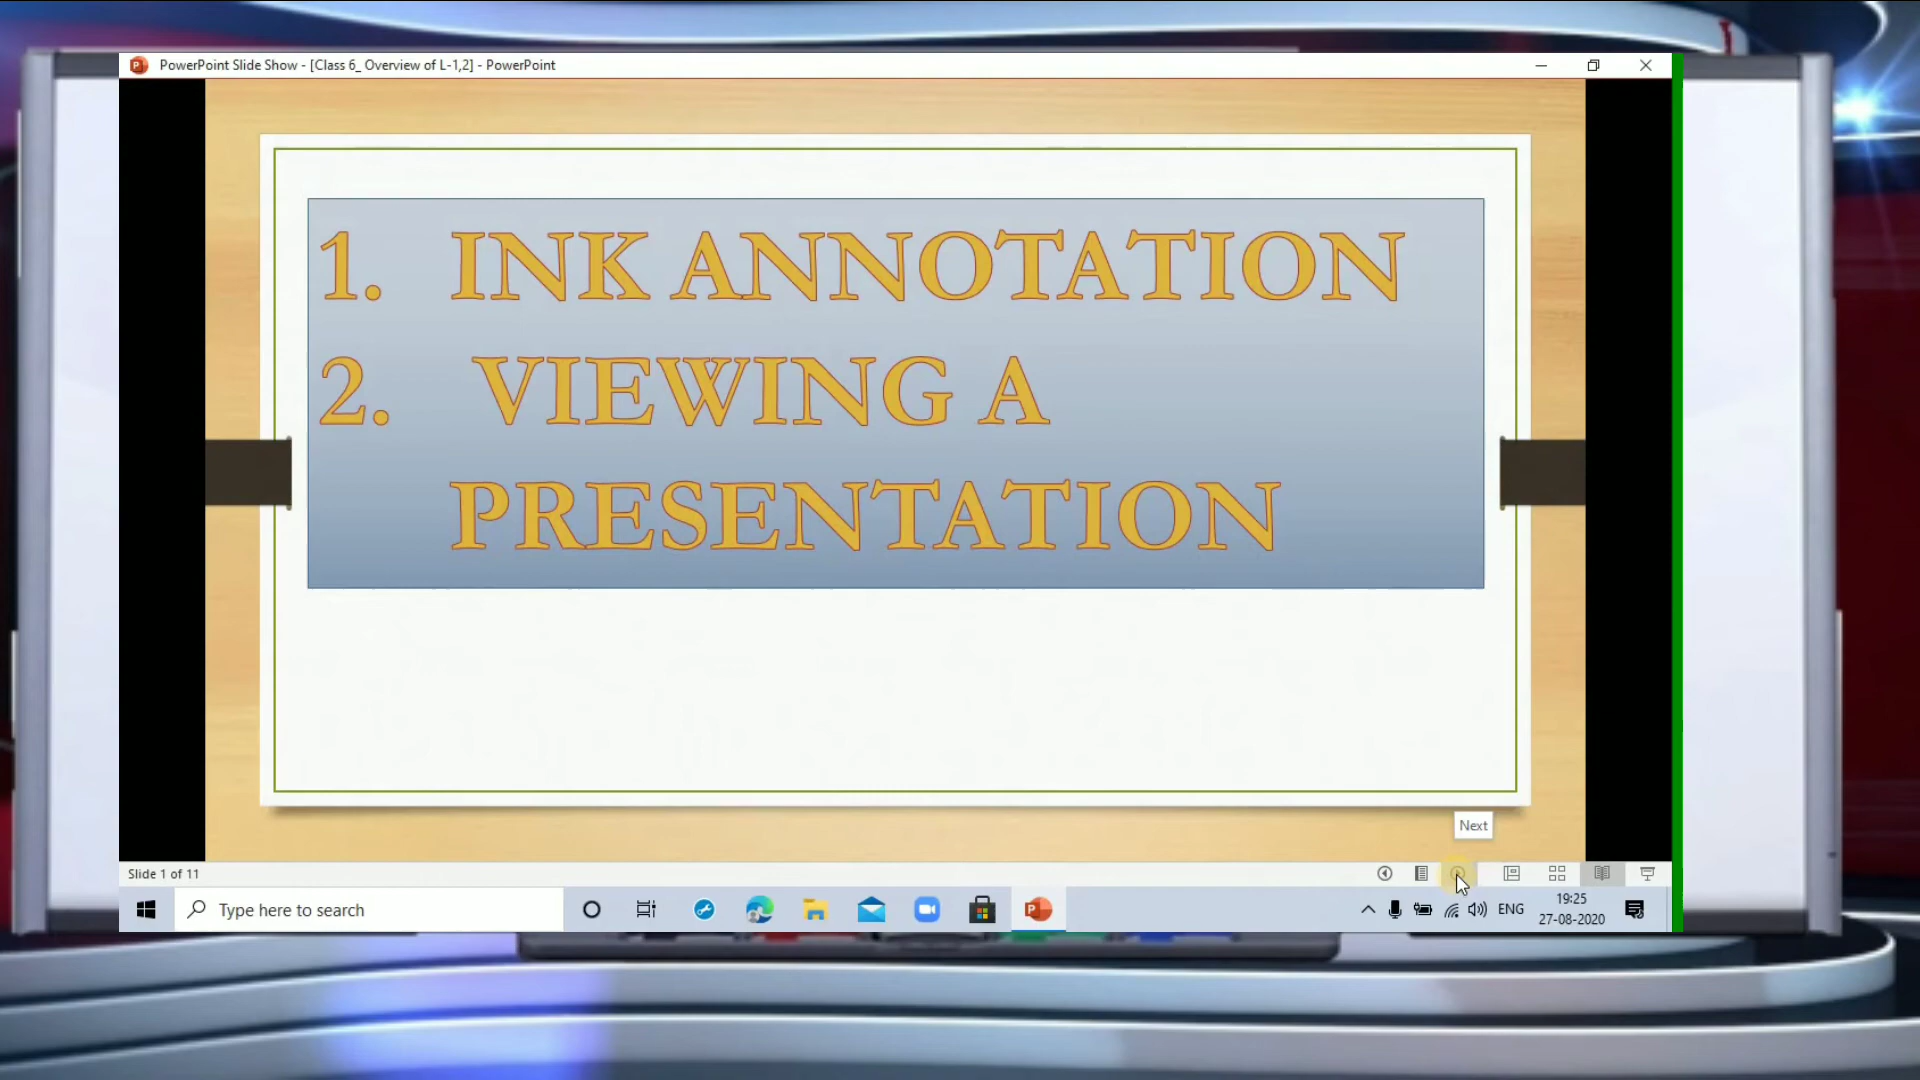 PowerPoint Slide Show - [Class 6_ Overview of L-1,2] - PowerPoint
1. INK ANNOTATION
2. VIEWING A
PRESENTATION
Next
Slide 1 of 11
Type here to search
ENG
19:25
27-08-2020